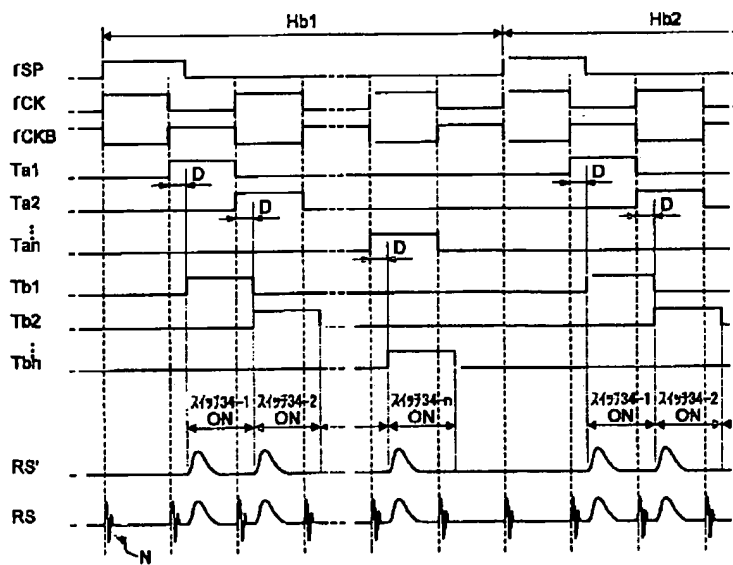 Hb1 Hb2
rSP
rCK
rCKB
Ta1 D D
Ta2 D D
⋮
Tan D
Tb1
Tb2
⋮
Tbn
スイッチ34-1 ON スイッチ34-2 ON スイッチ34-n ON スイッチ34-1 ON スイッチ34-2 ON
RS'
RS
N